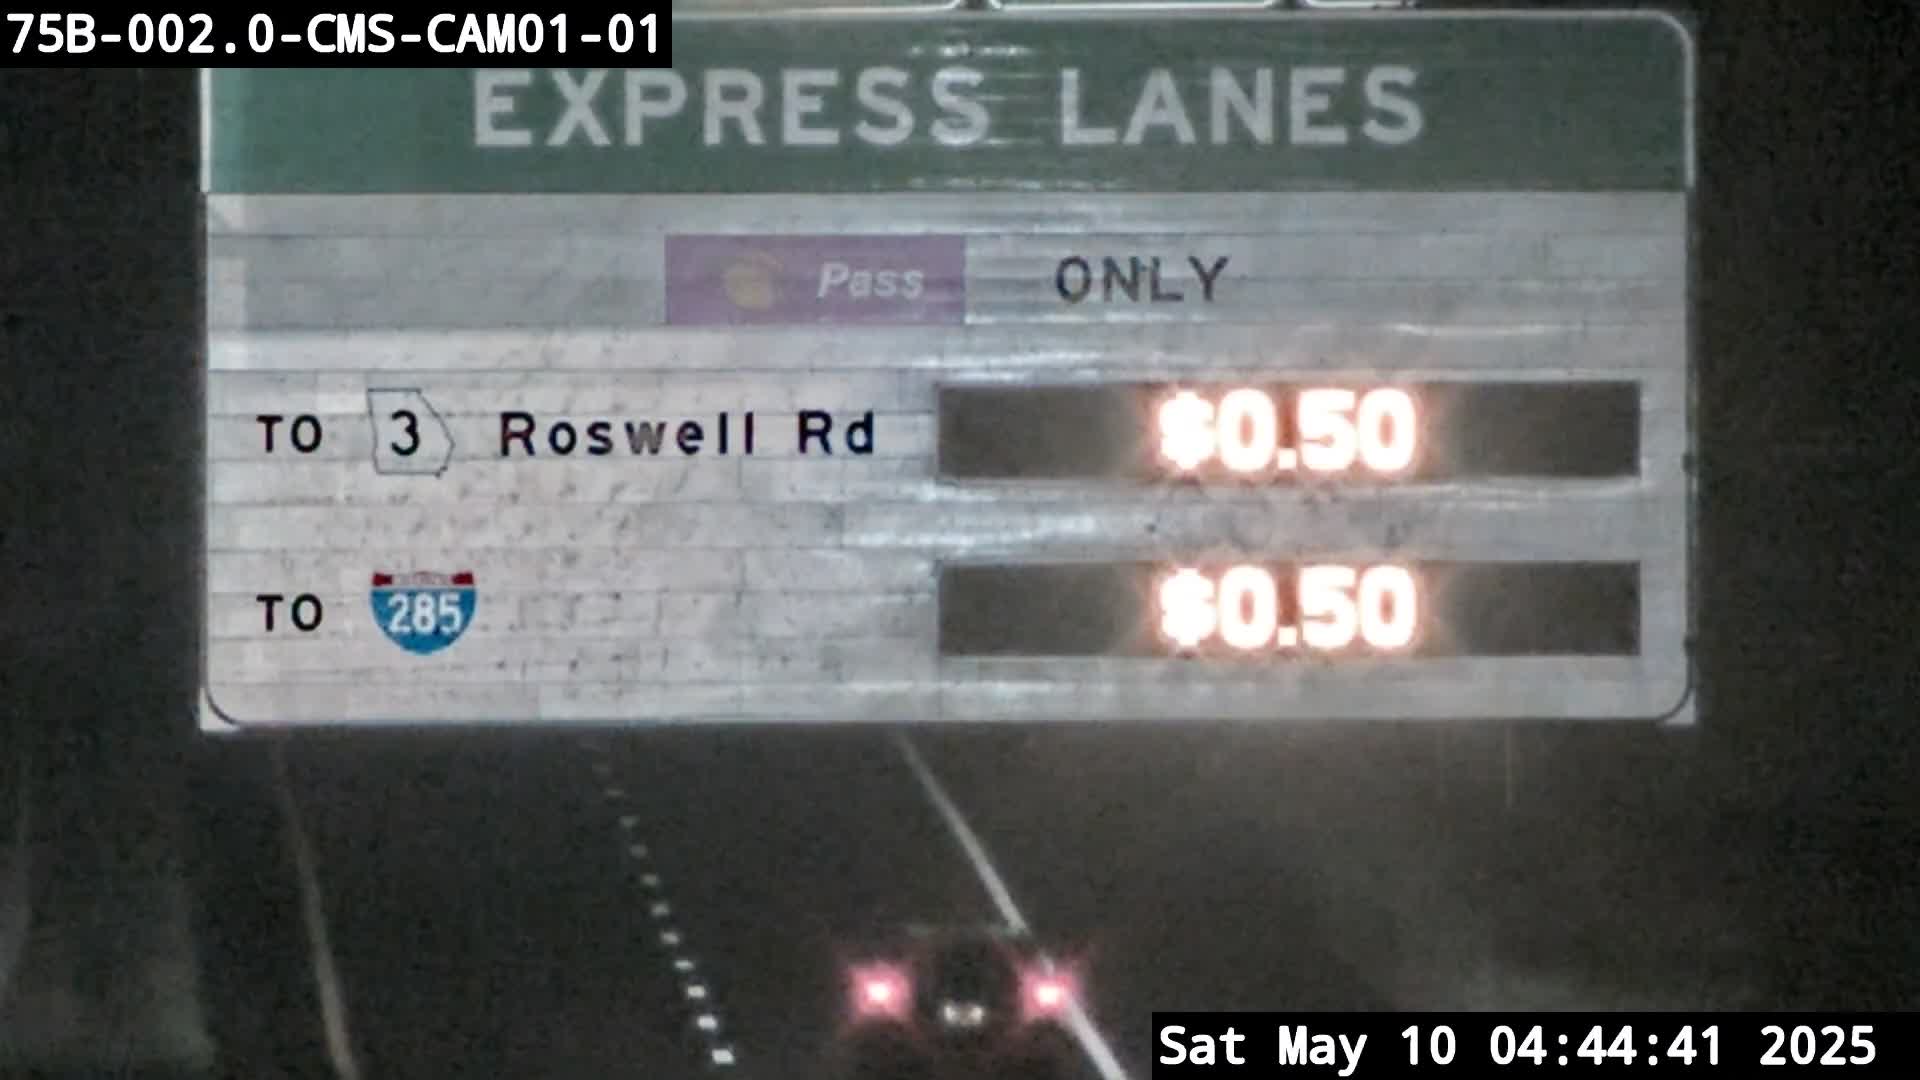 75B-002.0-CMS-CAM01-01
EXPRESS LANES
Pass ONLY
TO 3 Roswell Rd $0.50
TO 285 $0.50
Sat May 10 04:44:41 2025